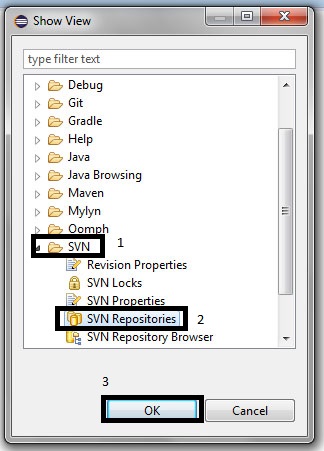 Show View
type filter text
Debug
Git
Gradle
Help
Java
Java Browsing
Maven
Mylyn
Oomph
SVN 1
Revision Properties
SVN Locks
SVN Properties
SVN Repositories 2
SVN Repository Browser
3
OK Cancel